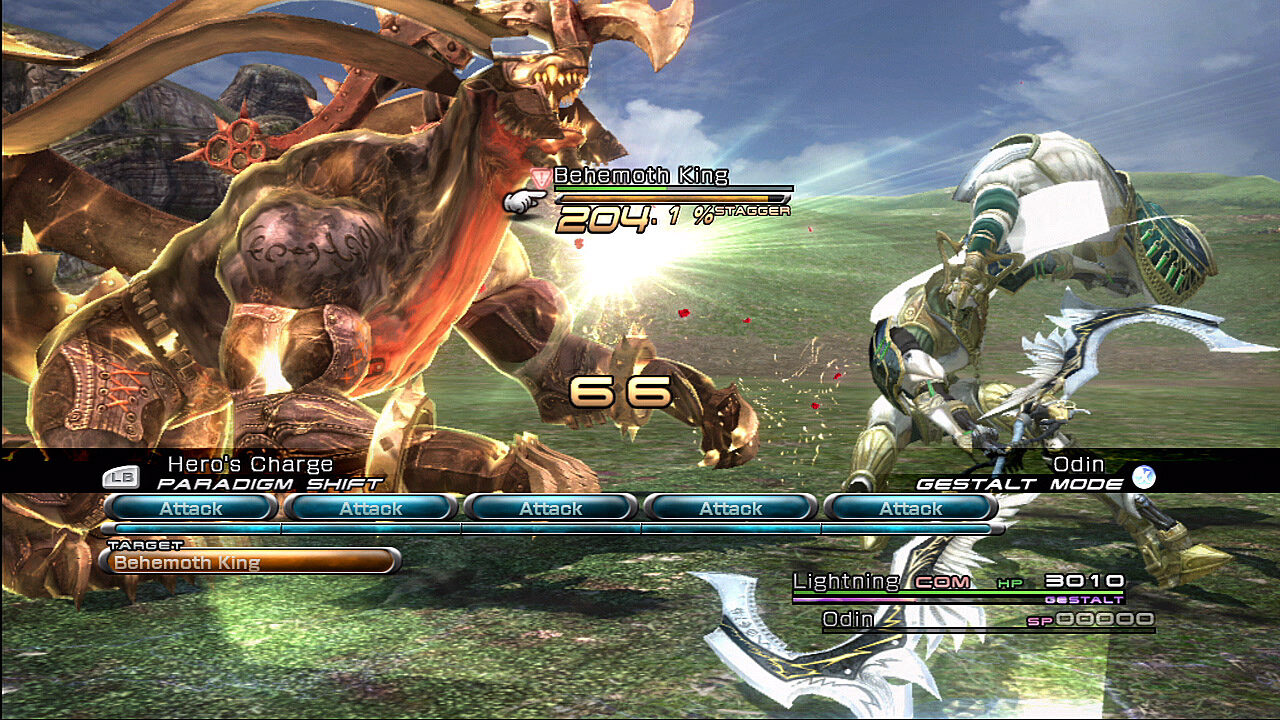 Behemoth King
204.1 % STAGGER
66
LB Hero's Charge
PARADIGM SHIFT
Odin
GESTALT MODE
Attack Attack Attack Attack Attack
TARGET
Behemoth King
Lightning COM HP 3010
GESTALT
Odin SP 00000